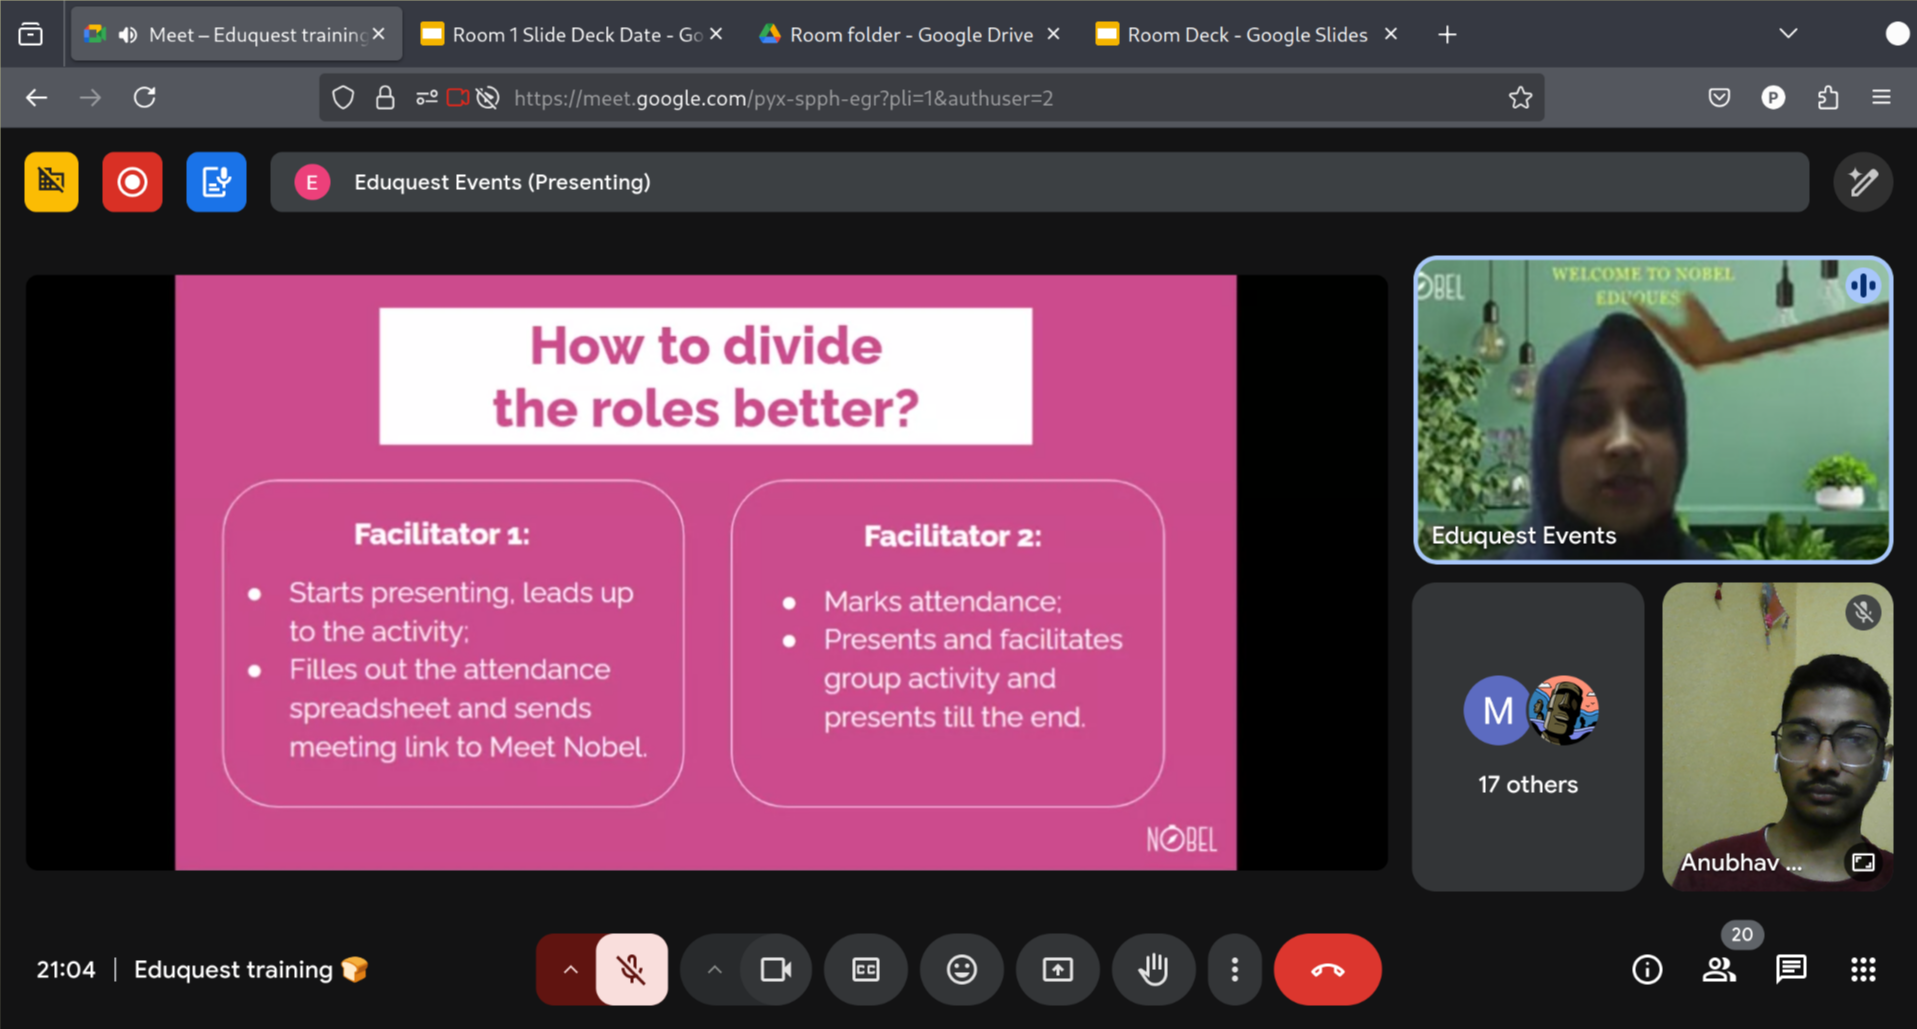 Meet – Eduquest training
Room 1 Slide Deck Date - Go
Room folder - Google Drive
Room Deck - Google Slides
https://meet.google.com/pyx-spph-egr?pli=1&authuser=2
P
E
Eduquest Events (Presenting)
How to divide
the roles better?
Facilitator 1:
Starts presenting, leads up
to the activity;
Filles out the attendance
spreadsheet and sends
meeting link to Meet Nobel.
Facilitator 2:
Marks attendance;
Presents and facilitates
group activity and
presents till the end.
NOBEL
OBEL
WELCOME TO NOBEL
EDUQUES
Eduquest Events
M
17 others
Anubhav ...
21:04 | Eduquest training
CC
20